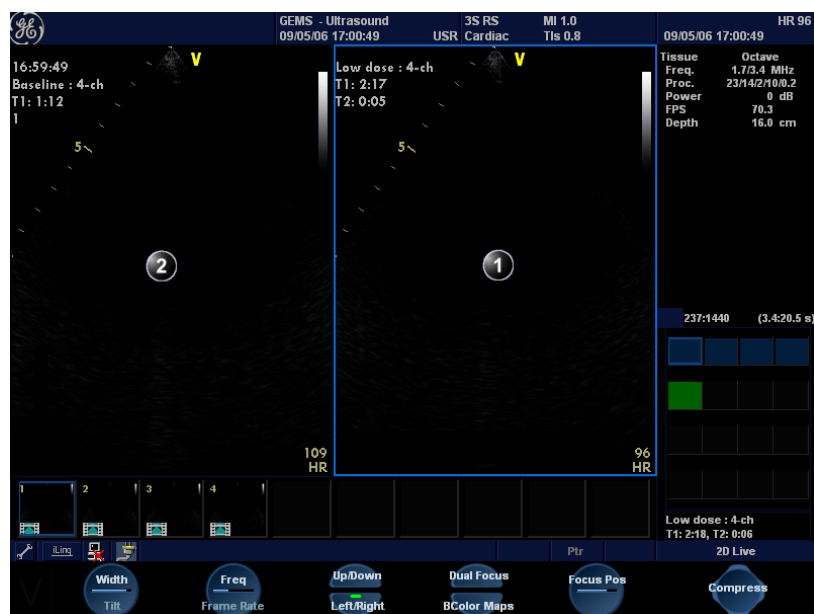 GEMS - Ultrasound
09/05/06 17:00:49
USR
3S RS
Cardiac
MI 1.0
TIs 0.8
HR 96
09/05/06 17:00:49
16:59:49
Baseline : 4-ch
T1: 1:12
1
V
5
2
109
HR
Low dose : 4-ch
T1: 2:17
T2: 0:05
V
5
1
96
HR
Tissue Octave
Freq. 1.7/3.4 MHz
Proc. 23/14/2/10/0.2
Power 0 dB
FPS 70.3
Depth 16.0 cm
237:1440 (3.4:20.5 s)
Low dose : 4-ch
T1: 2:18, T2: 0:06
1 2 3 4
iLinq
Ptr
2D Live
Width
Tilt
Freq
Frame Rate
Up/Down
Left/Right
Dual Focus
BColor Maps
Focus Pos
Compress